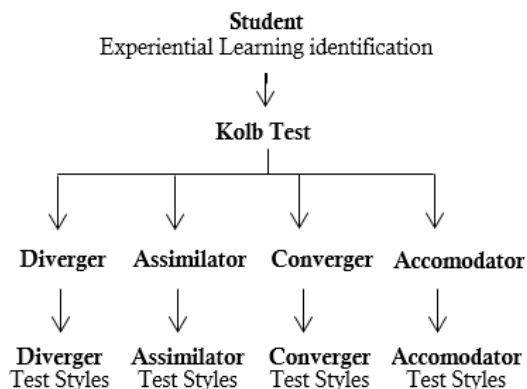 Student
Experiential Learning identification
Kolb Test
Diverger Assimilator Converger Accomodator
Diverger Assimilator Converger Accomodator
Test Styles Test Styles Test Styles Test Styles